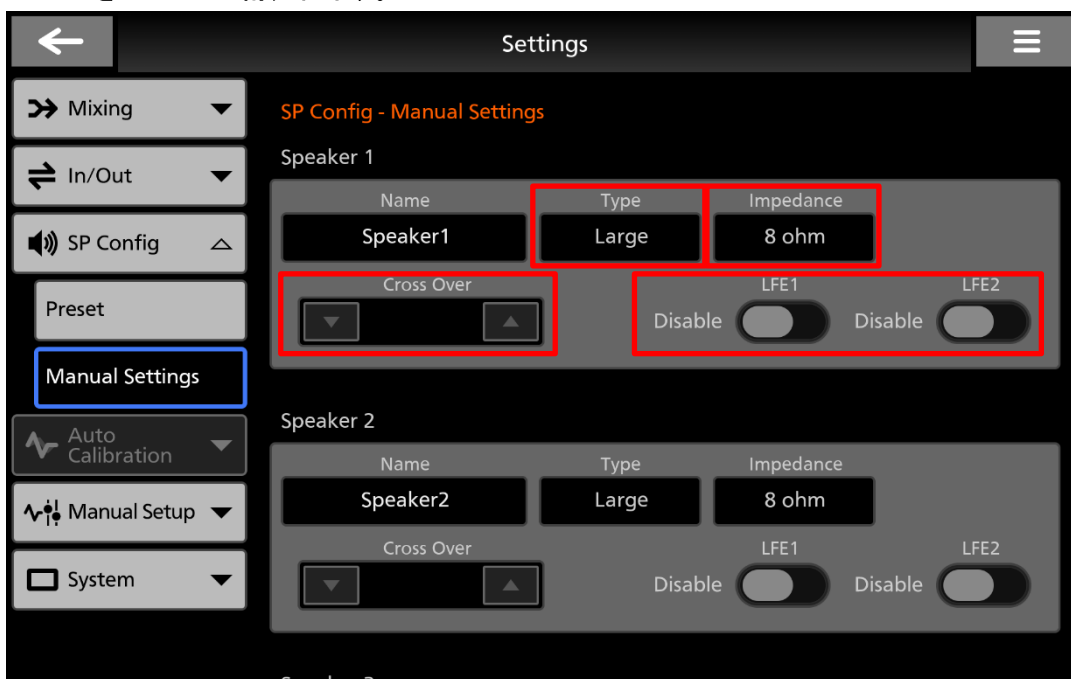 Settings
Mixing
In/Out
SP Config
Preset
Manual Settings
Auto
Calibration
Manual Setup
System
SP Config - Manual Settings
Speaker 1
Name Type Impedance
Speaker1 Large 8 ohm
Cross Over LFE1 LFE2
Disable Disable
Speaker 2
Name Type Impedance
Speaker2 Large 8 ohm
Cross Over LFE1 LFE2
Disable Disable